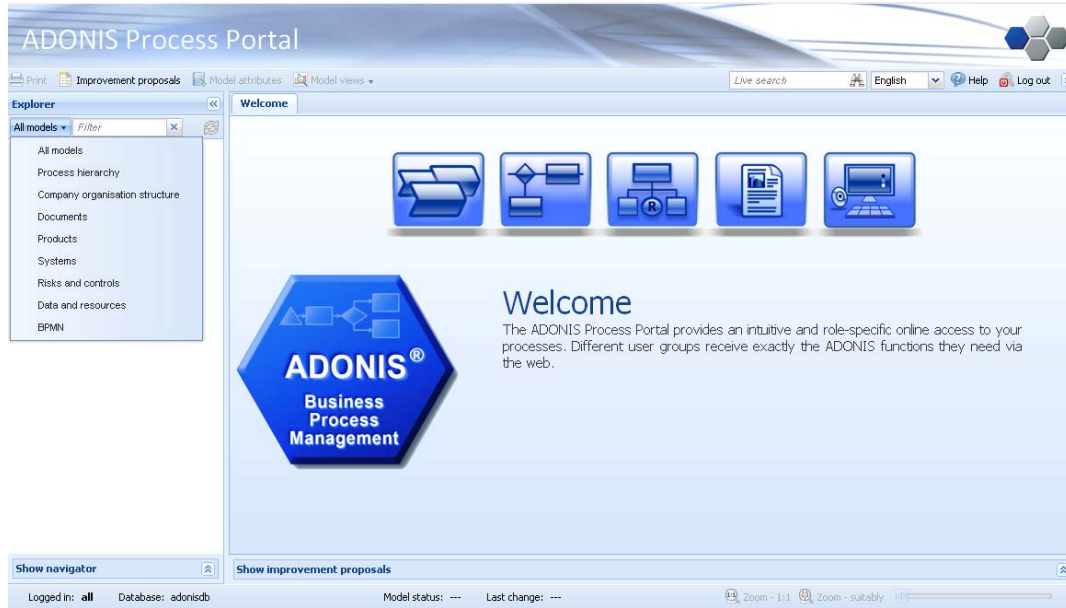 ADONIS Process Portal
Print Improvement proposals Model attributes Model views Live search English Help Log out
Explorer Welcome
All models Filter
All models
Process hierarchy
Company organisation structure
Documents
Products
Systems
Risks and controls
Data and resources
BPMN
R
ADONIS®
Business
Process
Management
Welcome
The ADONIS Process Portal provides an intuitive and role-specific online access to your
processes. Different user groups receive exactly the ADONIS functions they need via
the web.
Show navigator Show improvement proposals
Logged in: all Database: adonisdb Model status: --- Last change: --- Zoom - 1:1 Zoom - suitably